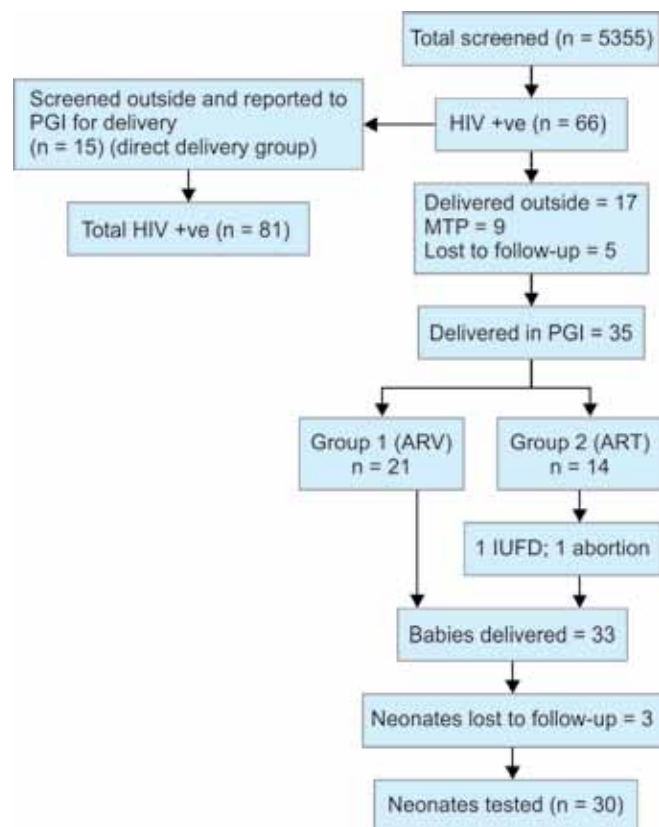 Total screened (n = 5355)
Screened outside and reported to
PGI for delivery
(n = 15) (direct delivery group)
HIV +ve (n = 66)
Total HIV +ve (n = 81)
Delivered outside = 17
MTP = 9
Lost to follow-up = 5
Delivered in PGI = 35
Group 1 (ARV)
n = 21
Group 2 (ART)
n = 14
1 IUFD; 1 abortion
Babies delivered = 33
Neonates lost to follow-up = 3
Neonates tested (n = 30)